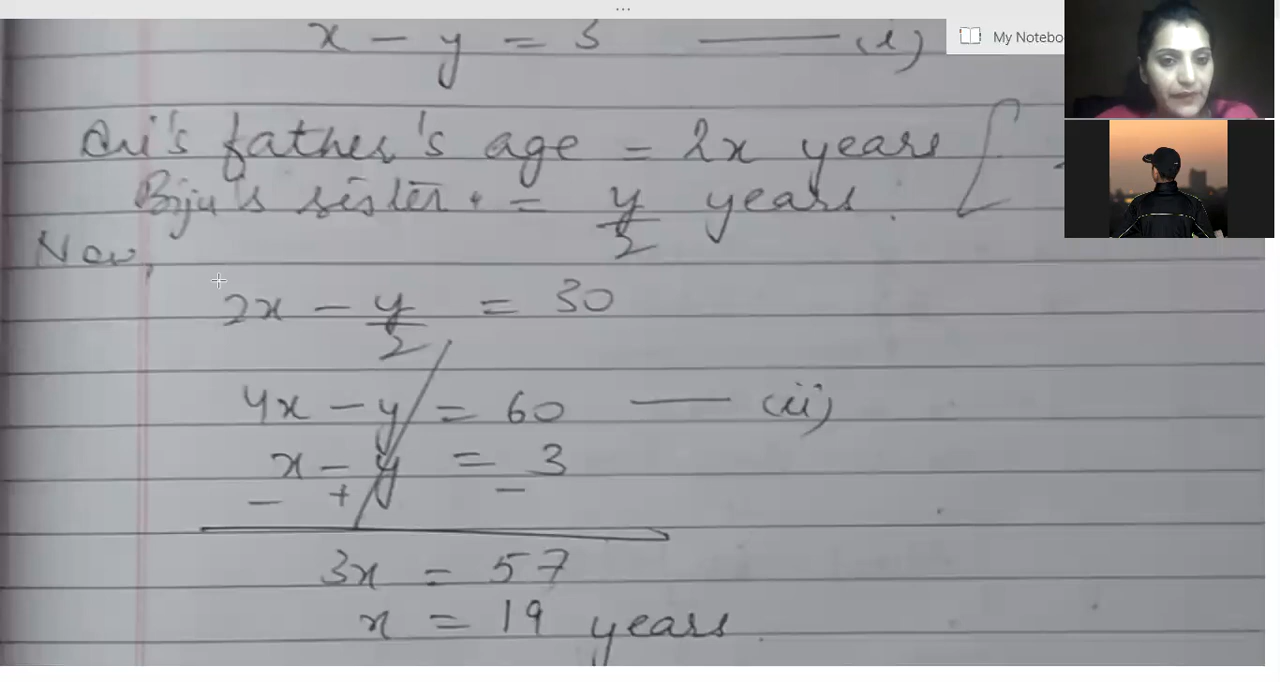 x - y = 3 —— (i)
My Notebo
Ani's father's age = 2x years [
Biju's sister = y/2 years.
Now,
2x - y/2 = 30
4x - y = 60 —— (ii)
x - y = 3
- + -
3x = 57
x = 19 years.